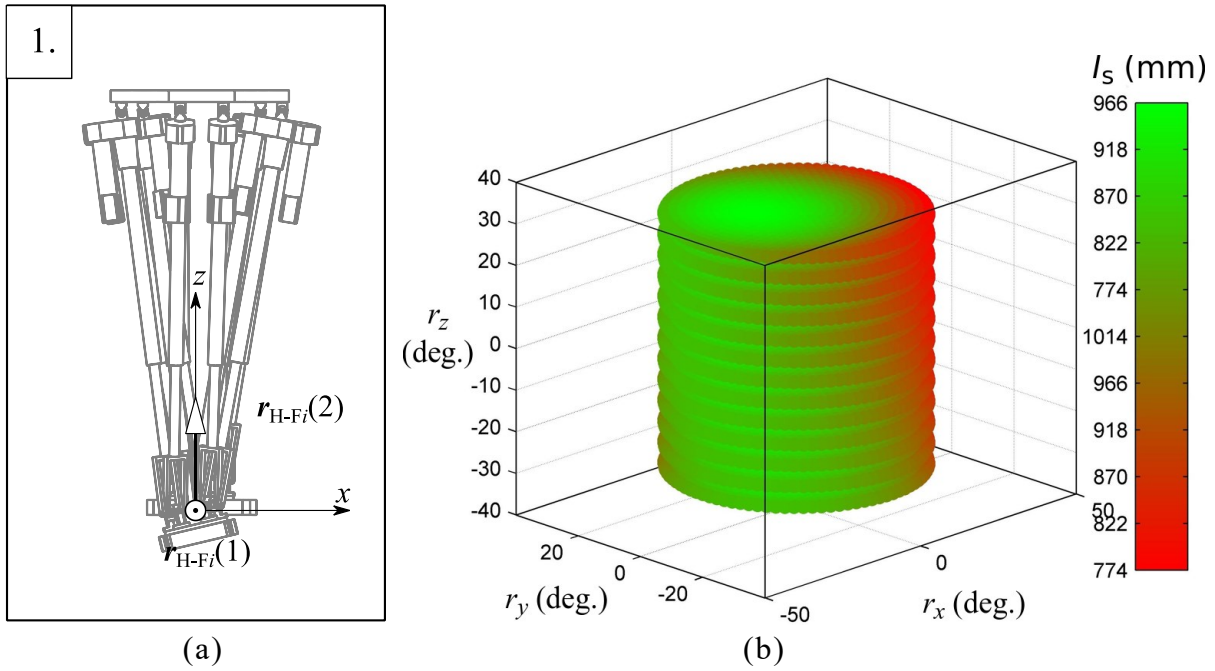 1.
z
r_H-Fi(2)
x
r_H-Fi(1)
(a)
l_s (mm)
966
918
870
822
774
1014
966
918
870
822
774
40
30
20
10
0
-10
-20
-30
-40
r_z
(deg.)
20
0
-20
r_y (deg.)
-50
0
50
r_x (deg.)
(b)